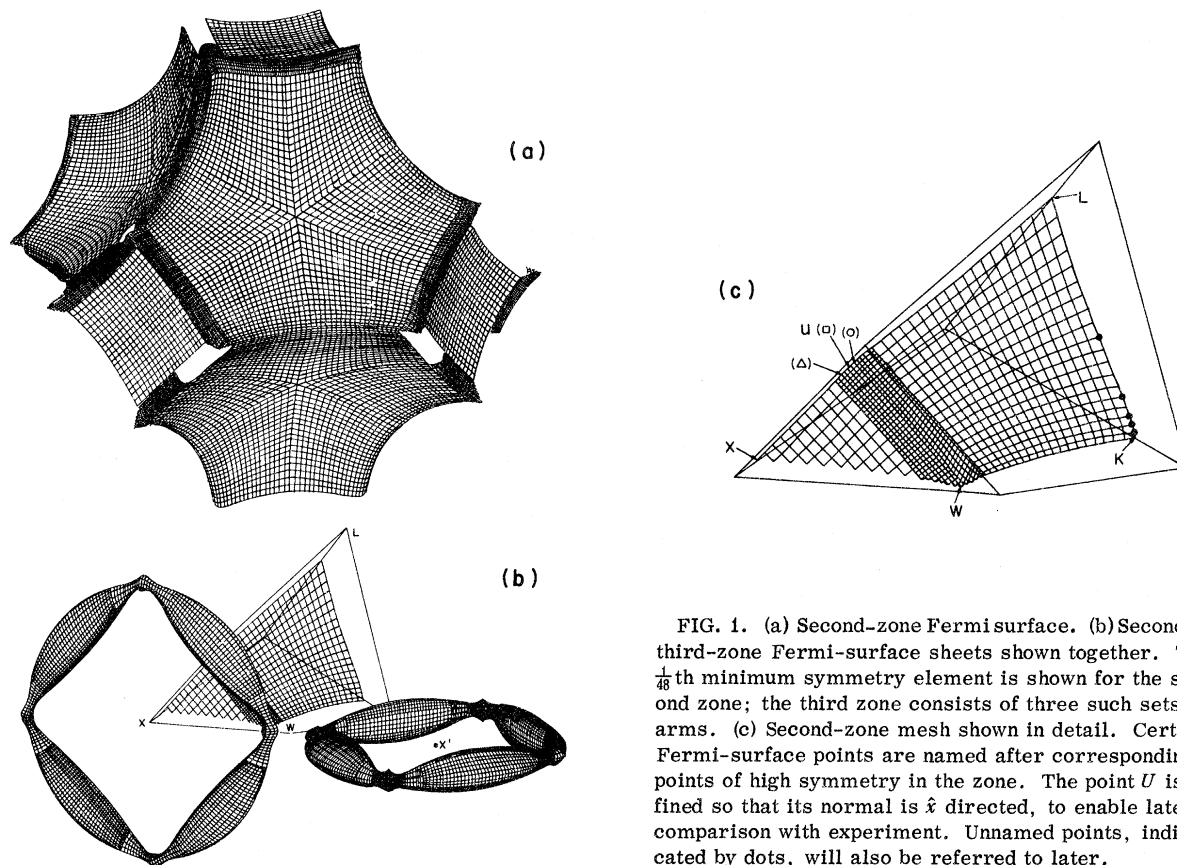 (a)
(c)
L
U (□) (○)
(△)
X
K
W
(b)
L
X
W
X'
FIG. 1. (a) Second-zone Fermi surface. (b) Second
third-zone Fermi-surface sheets shown together.
1/48th minimum symmetry element is shown for the s
ond zone; the third zone consists of three such sets
arms. (c) Second-zone mesh shown in detail. Cert
Fermi-surface points are named after correspondin
points of high symmetry in the zone. The point U is
fined so that its normal is x̂ directed, to enable late
comparison with experiment. Unnamed points, indi
cated by dots, will also be referred to later.